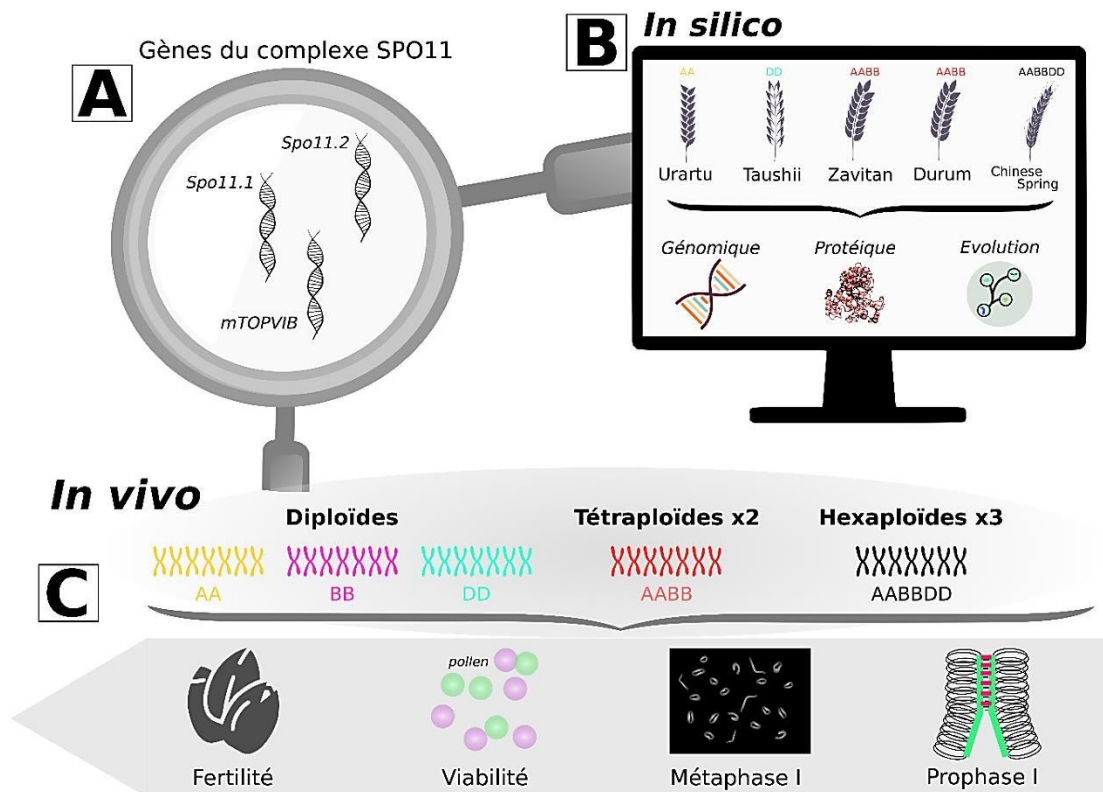 Gènes du complexe SPO11
A
Spo11.2
Spo11.1
mTOPVIB
B
In silico
AA DD AABB AABB AABBDD
Urartu Taushii Zavitan Durum Chinese
Spring
Génomique Protéique Evolution
In vivo
C
Diploïdes Tétraploïdes x2 Hexaploïdes x3
AA BB DD AABB AABBDD
pollen
Fertilité Viabilité Métaphase I Prophase I